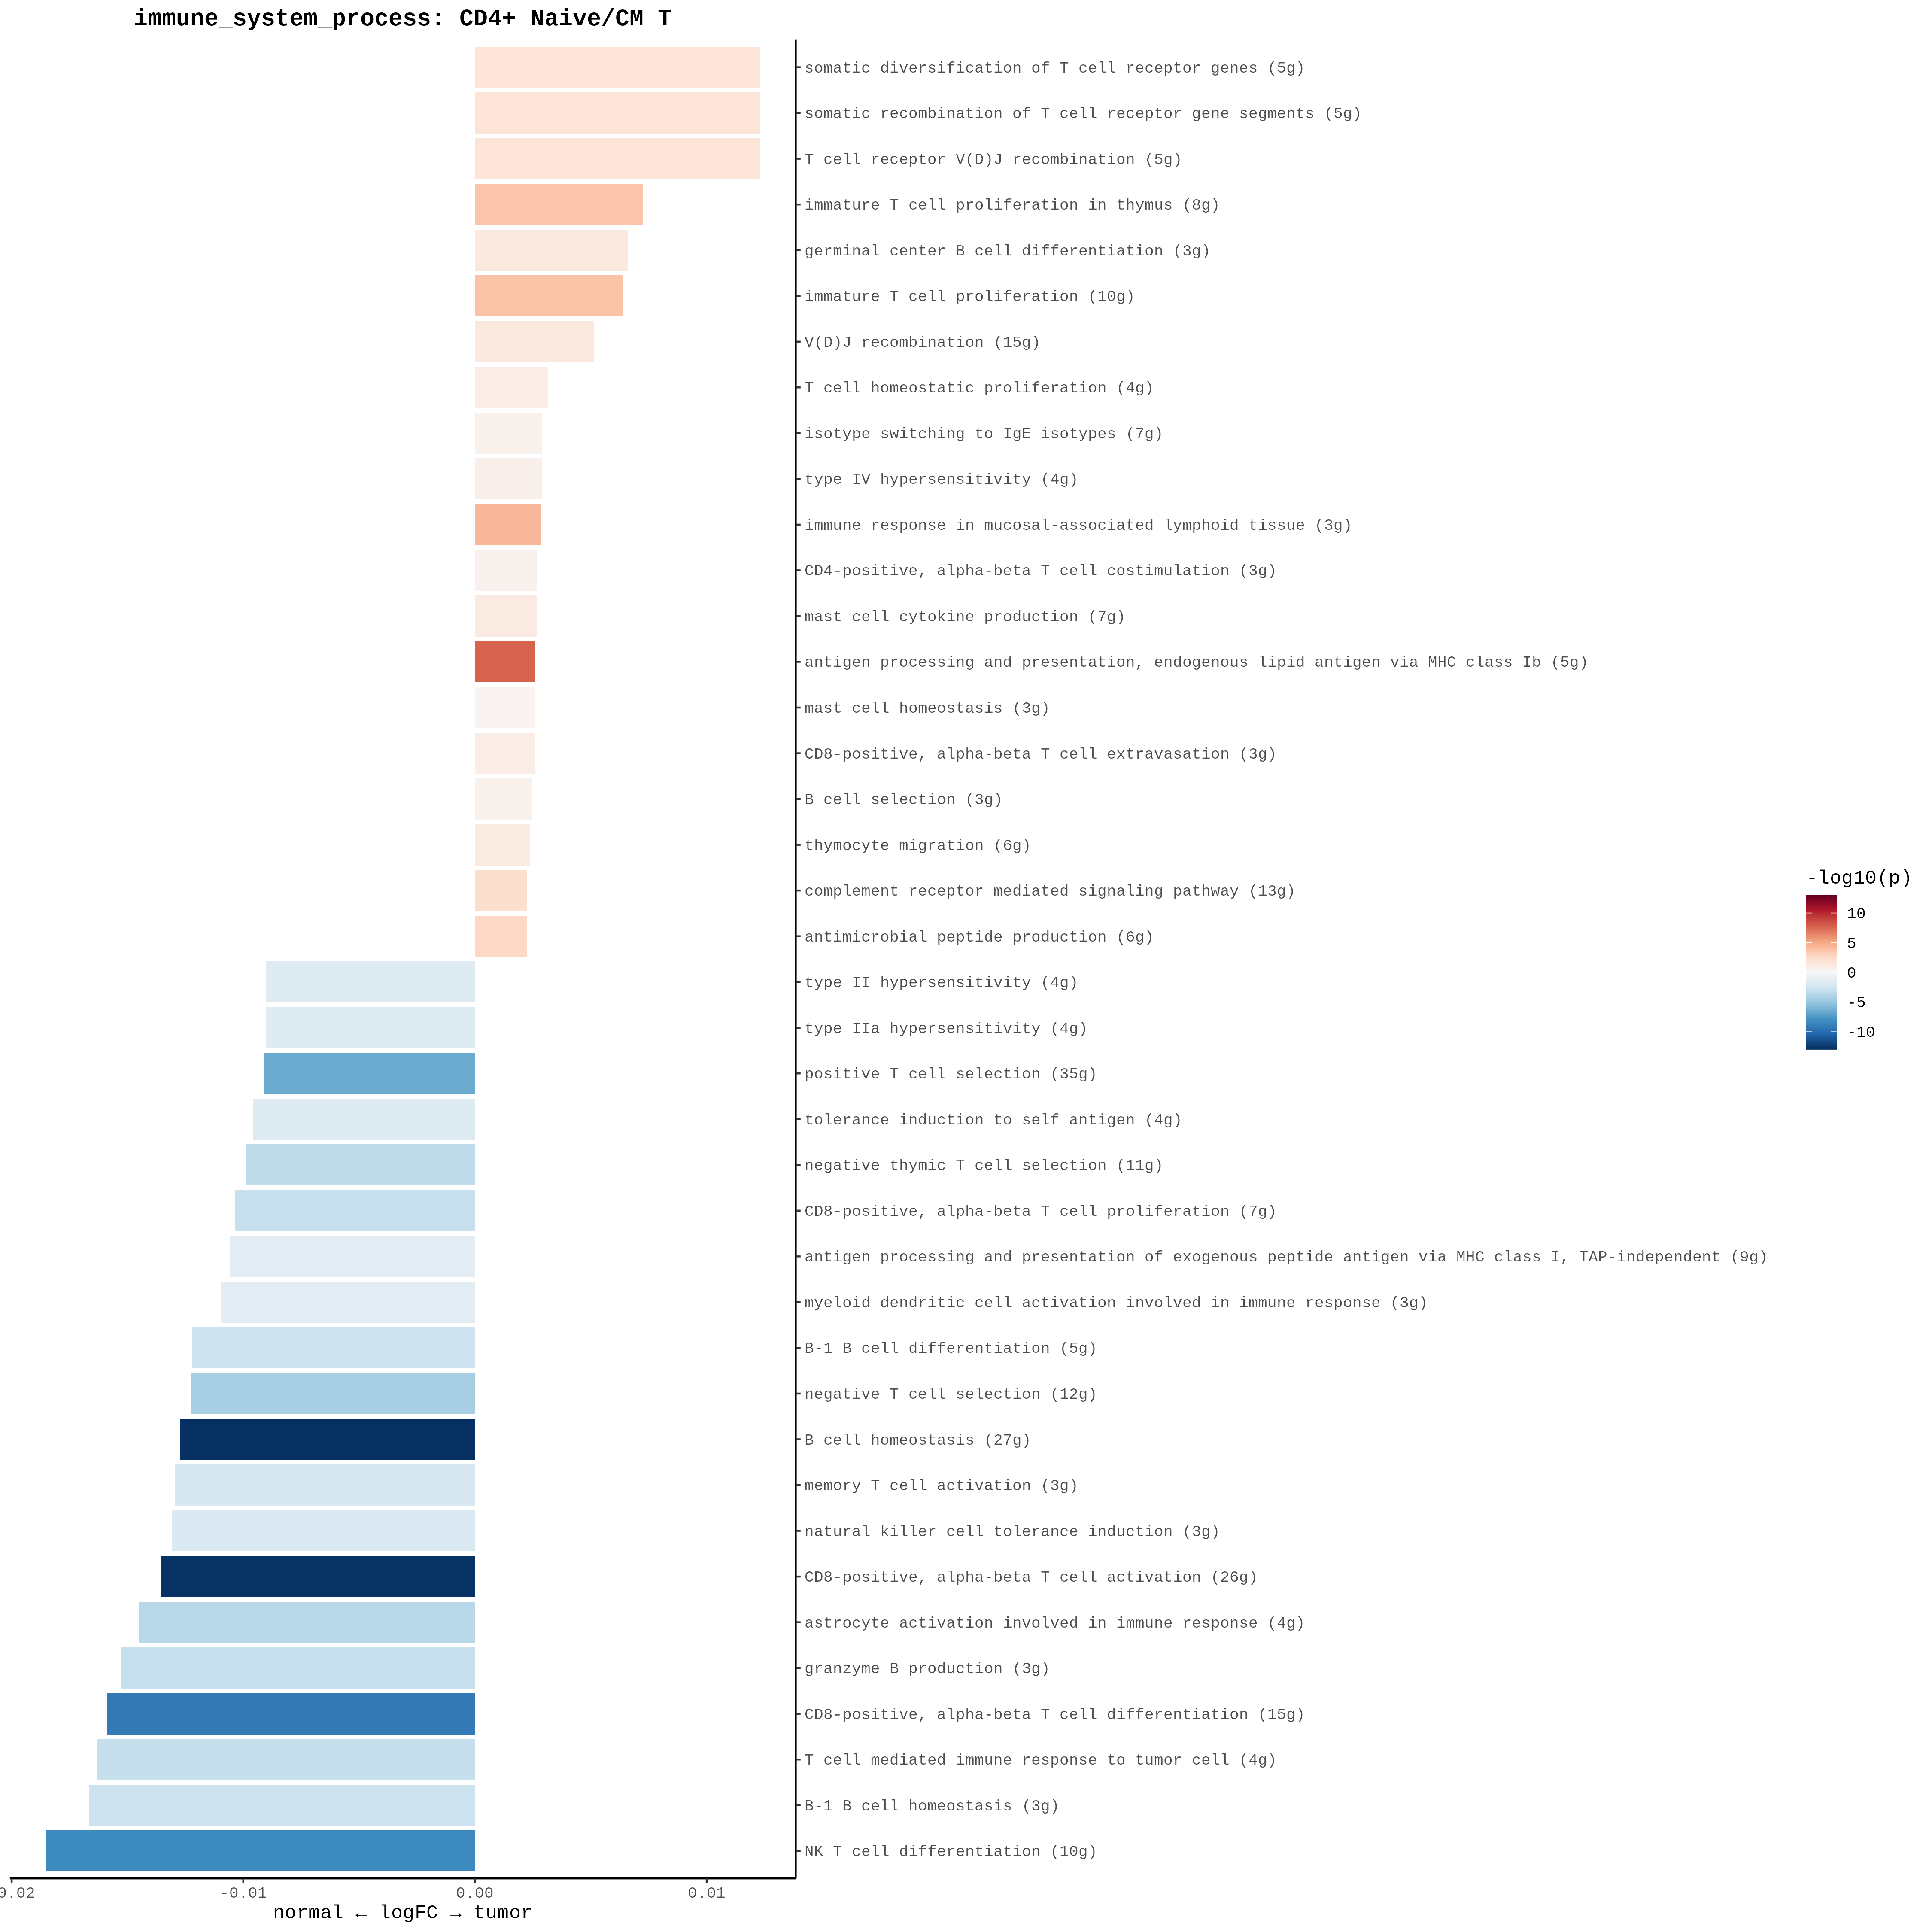 immune_system_process: CD4+ Naive/CM T
somatic diversification of T cell receptor genes (5g)
somatic recombination of T cell receptor gene segments (5g)
T cell receptor V(D)J recombination (5g)
immature T cell proliferation in thymus (8g)
germinal center B cell differentiation (3g)
immature T cell proliferation (10g)
V(D)J recombination (15g)
T cell homeostatic proliferation (4g)
isotype switching to IgE isotypes (7g)
type IV hypersensitivity (4g)
immune response in mucosal-associated lymphoid tissue (3g)
CD4-positive, alpha-beta T cell costimulation (3g)
mast cell cytokine production (7g)
antigen processing and presentation, endogenous lipid antigen via MHC class Ib (5g)
mast cell homeostasis (3g)
CD8-positive, alpha-beta T cell extravasation (3g)
B cell selection (3g)
thymocyte migration (6g)
complement receptor mediated signaling pathway (13g)
antimicrobial peptide production (6g)
type II hypersensitivity (4g)
type IIa hypersensitivity (4g)
positive T cell selection (35g)
tolerance induction to self antigen (4g)
negative thymic T cell selection (11g)
CD8-positive, alpha-beta T cell proliferation (7g)
antigen processing and presentation of exogenous peptide antigen via MHC class I, TAP-independent (9g)
myeloid dendritic cell activation involved in immune response (3g)
B-1 B cell differentiation (5g)
negative T cell selection (12g)
B cell homeostasis (27g)
memory T cell activation (3g)
natural killer cell tolerance induction (3g)
CD8-positive, alpha-beta T cell activation (26g)
astrocyte activation involved in immune response (4g)
granzyme B production (3g)
CD8-positive, alpha-beta T cell differentiation (15g)
T cell mediated immune response to tumor cell (4g)
B-1 B cell homeostasis (3g)
NK T cell differentiation (10g)
0.02 -0.01 0.00 0.01
normal ← logFC → tumor
-log10(p)
10
5
0
-5
-10